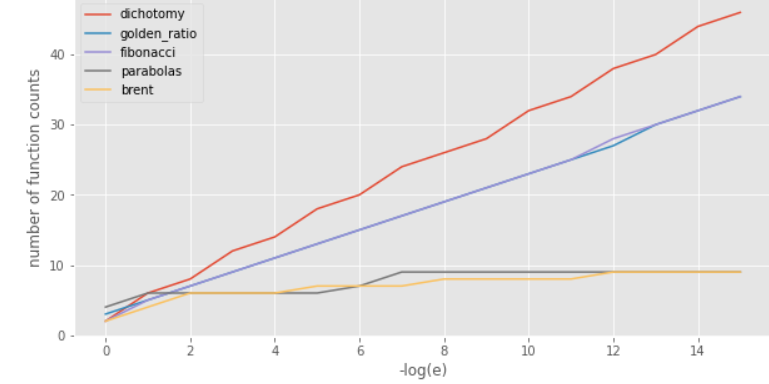 dichotomy
golden_ratio
fibonacci
parabolas
brent
number of function counts
40
30
20
10
0
0 2 4 6 8 10 12 14
-log(e)